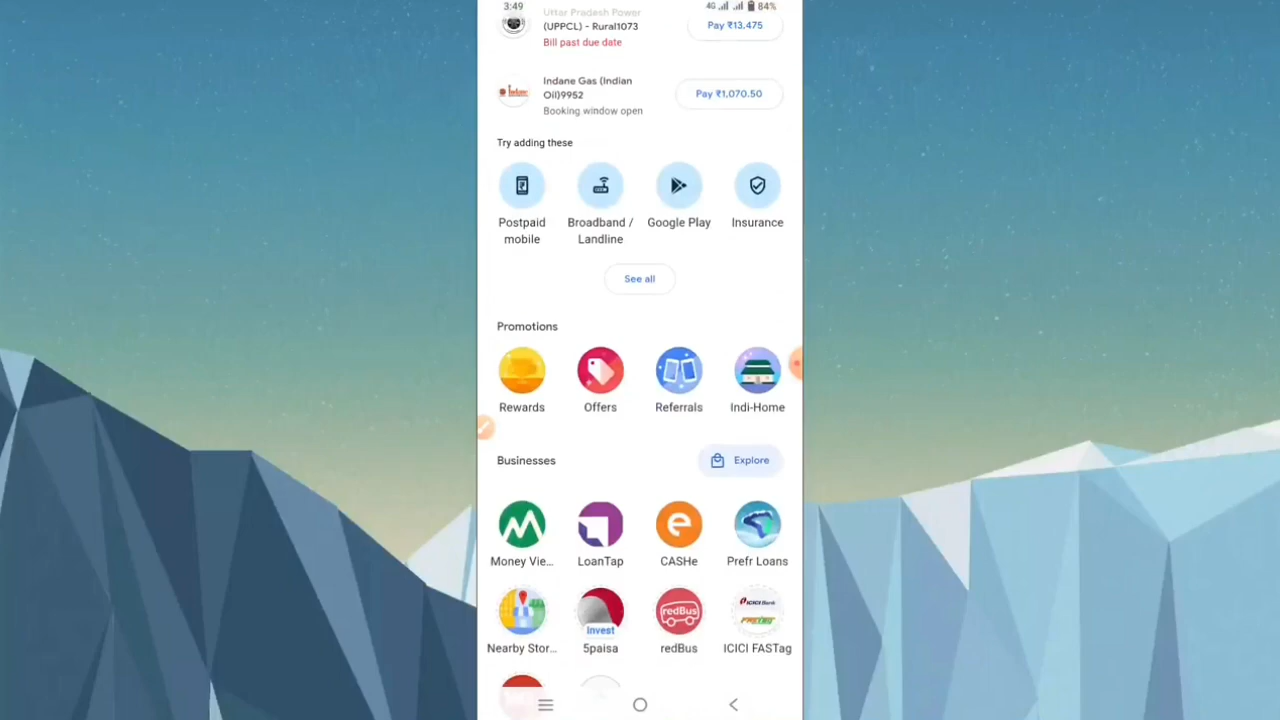 3:49 4G 84%
Uttar Pradesh Power
(UPPCL) - Rural1073
Pay ₹13,475
Bill past due date
Indane Gas (Indian
Oil)9952
Pay ₹1,070.50
Booking window open
Try adding these
Postpaid mobile
Broadband / Landline
Google Play
Insurance
See all
Promotions
Rewards Offers Referrals Indi-Home
Businesses
Explore
Money Vie... LoanTap CASHe Prefr Loans
Invest
redBus
ICICI Bank
Nearby Stor... 5paisa redBus ICICI FASTag